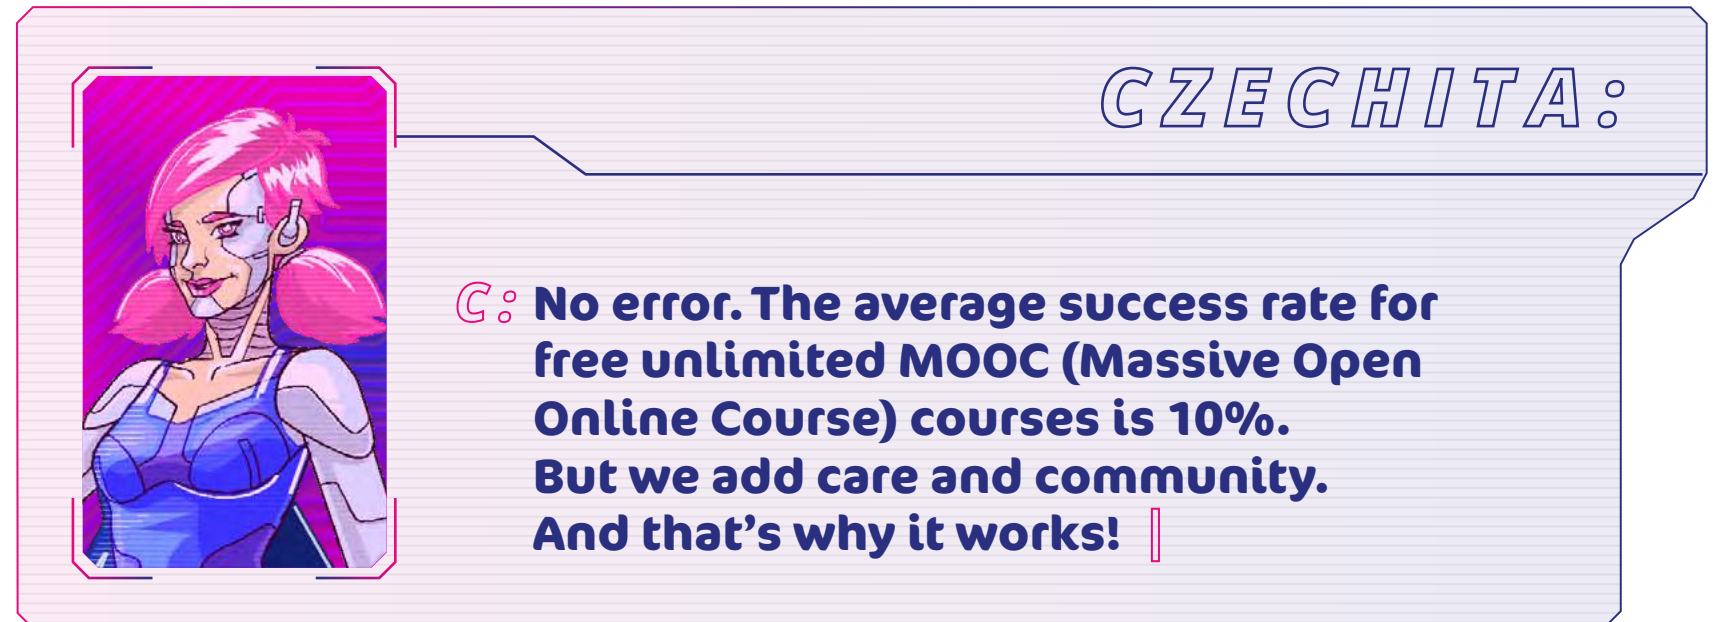 CZECHITA:
C: No error. The average success rate for
free unlimited MOOC (Massive Open
Online Course) courses is 10%.
But we add care and community.
And that's why it works!